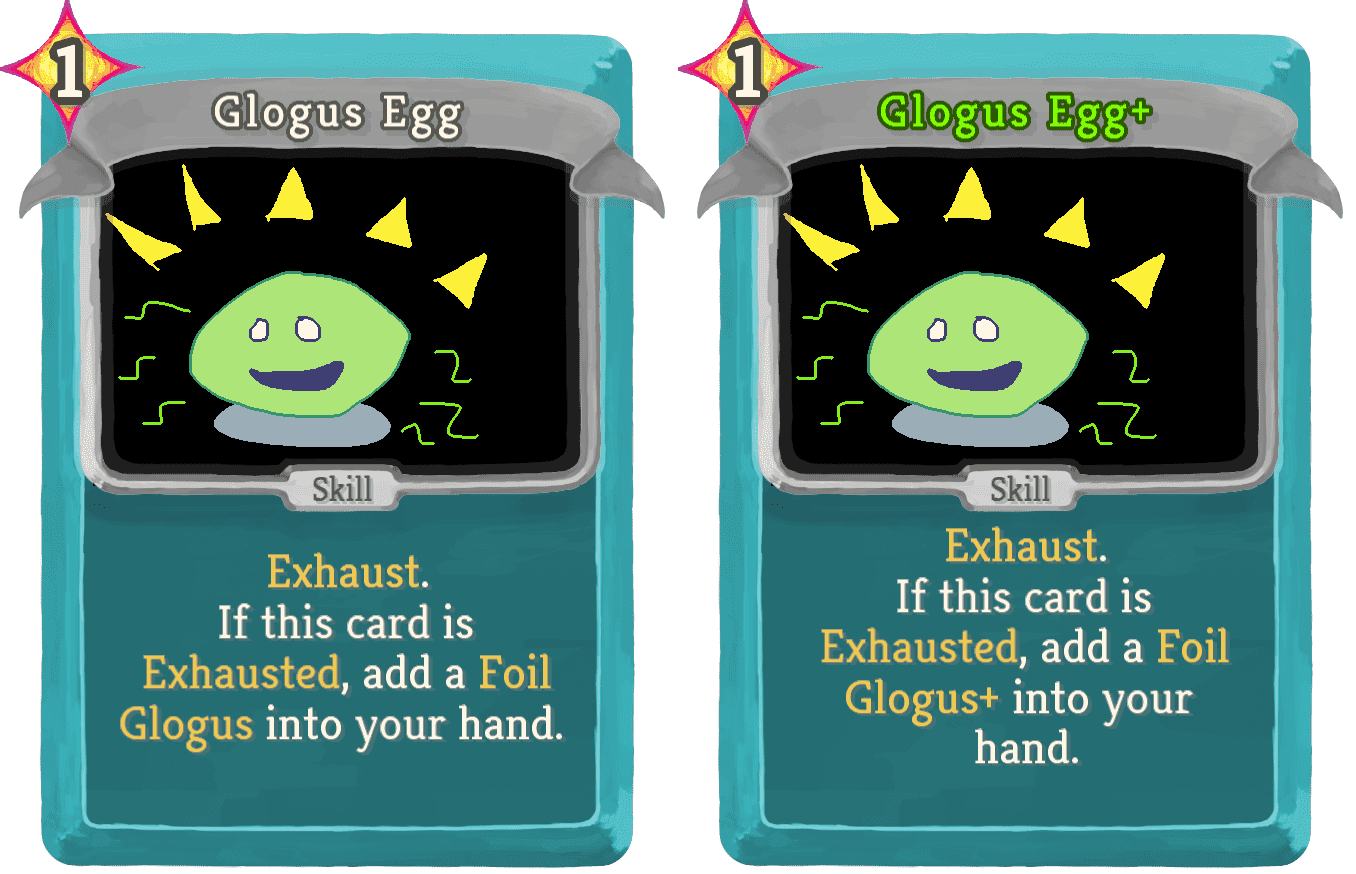 1
Glogus Egg
Skill
Exhaust.
If this card is
Exhausted, add a Foil
Glogus into your hand.
1
Glogus Egg+
Skill
Exhaust.
If this card is
Exhausted, add a Foil
Glogus+ into your
hand.